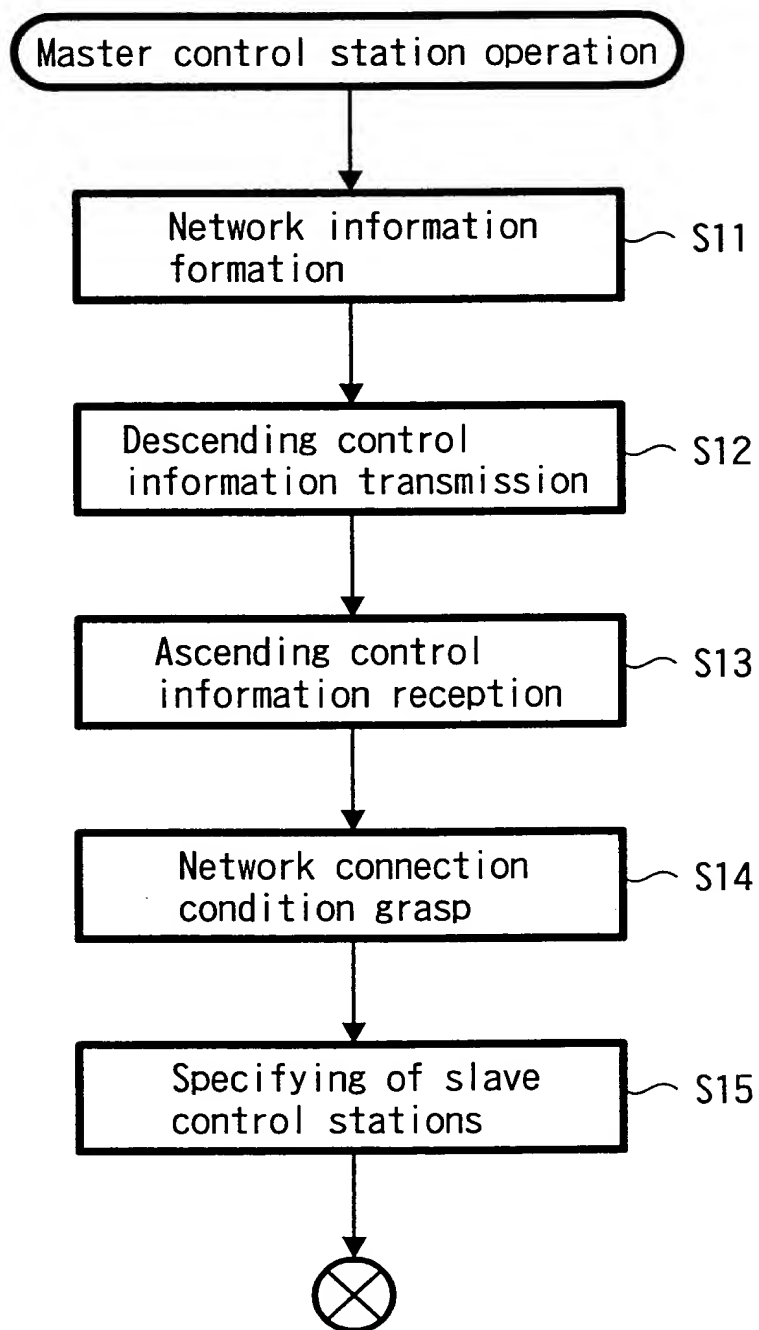 Master control station operation
Network information
formation
S11
Descending control
information transmission
S12
Ascending control
information reception
S13
Network connection
condition grasp
S14
Specifying of slave
control stations
S15